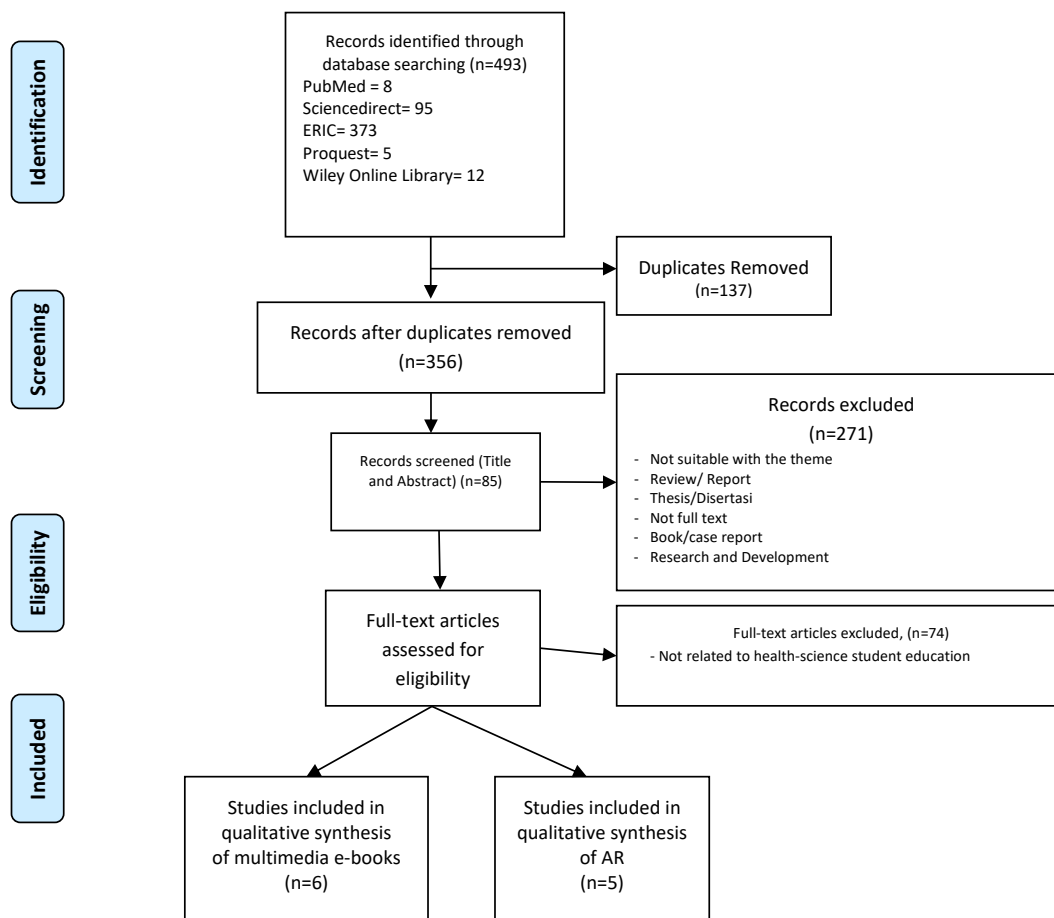 Identification
Records identified through
database searching (n=493)
PubMed = 8
Sciencedirect= 95
ERIC= 373
Proquest= 5
Wiley Online Library= 12
Duplicates Removed
(n=137)
Screening
Records after duplicates removed
(n=356)
Records excluded
(n=271)
- Not suitable with the theme
- Review/ Report
- Thesis/Disertasi
- Not full text
- Book/case report
- Research and Development
Records screened (Title
and Abstract) (n=85)
Eligibility
Full-text articles
assessed for
eligibility
Full-text articles excluded, (n=74)
- Not related to health-science student education
Included
Studies included in
qualitative synthesis
of multimedia e-books
(n=6)
Studies included in
qualitative synthesis
of AR
(n=5)